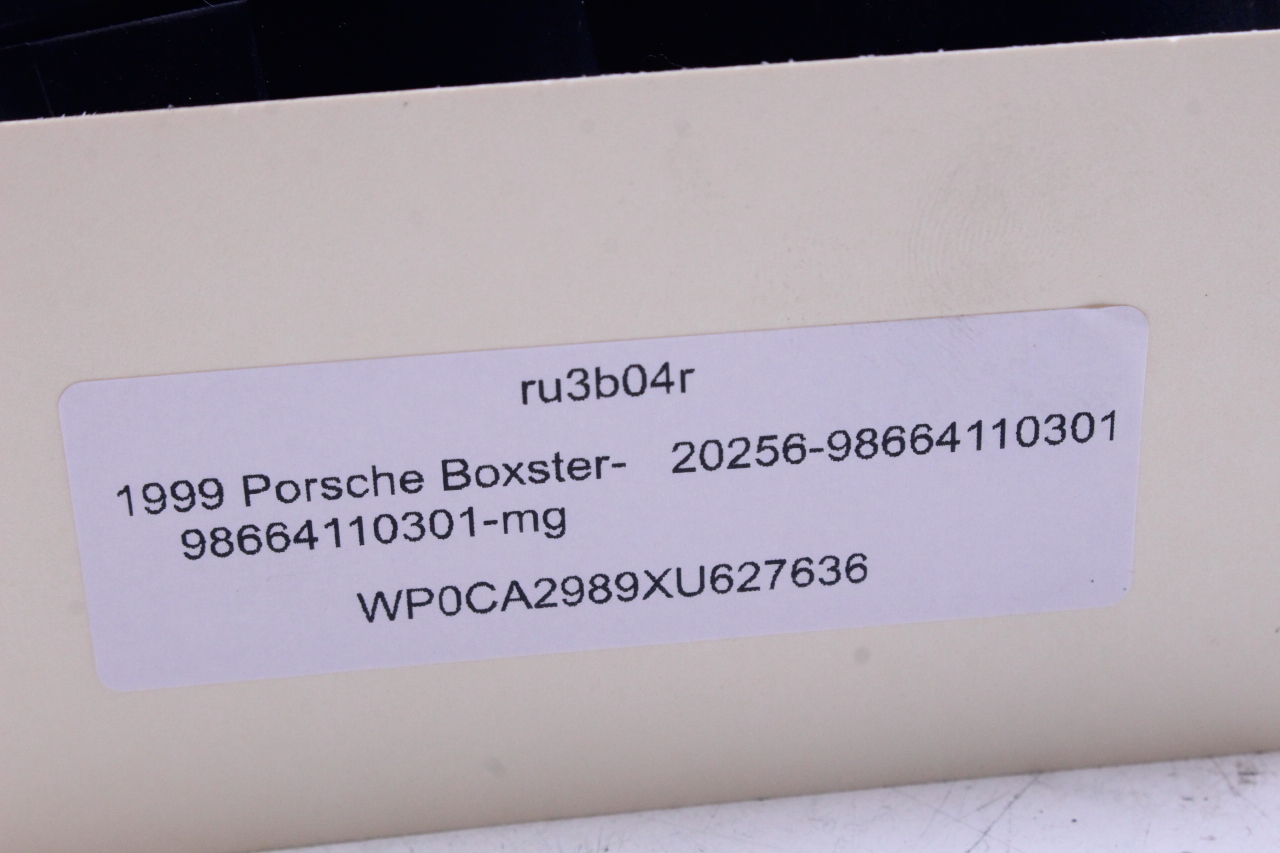 ru3b04r
1999 Porsche Boxster- 20256-98664110301
98664110301-mg
WP0CA2989XU627636